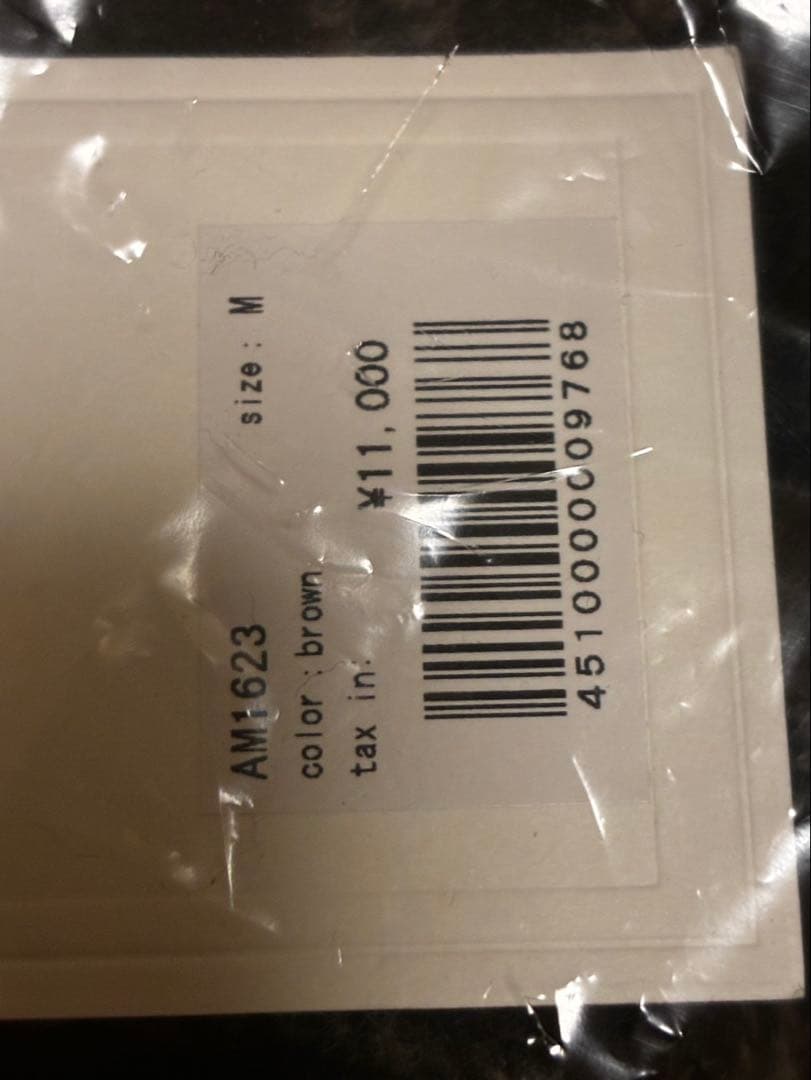 AM1623 size: M
color:brown
tax in: ¥11,000
4510000009768